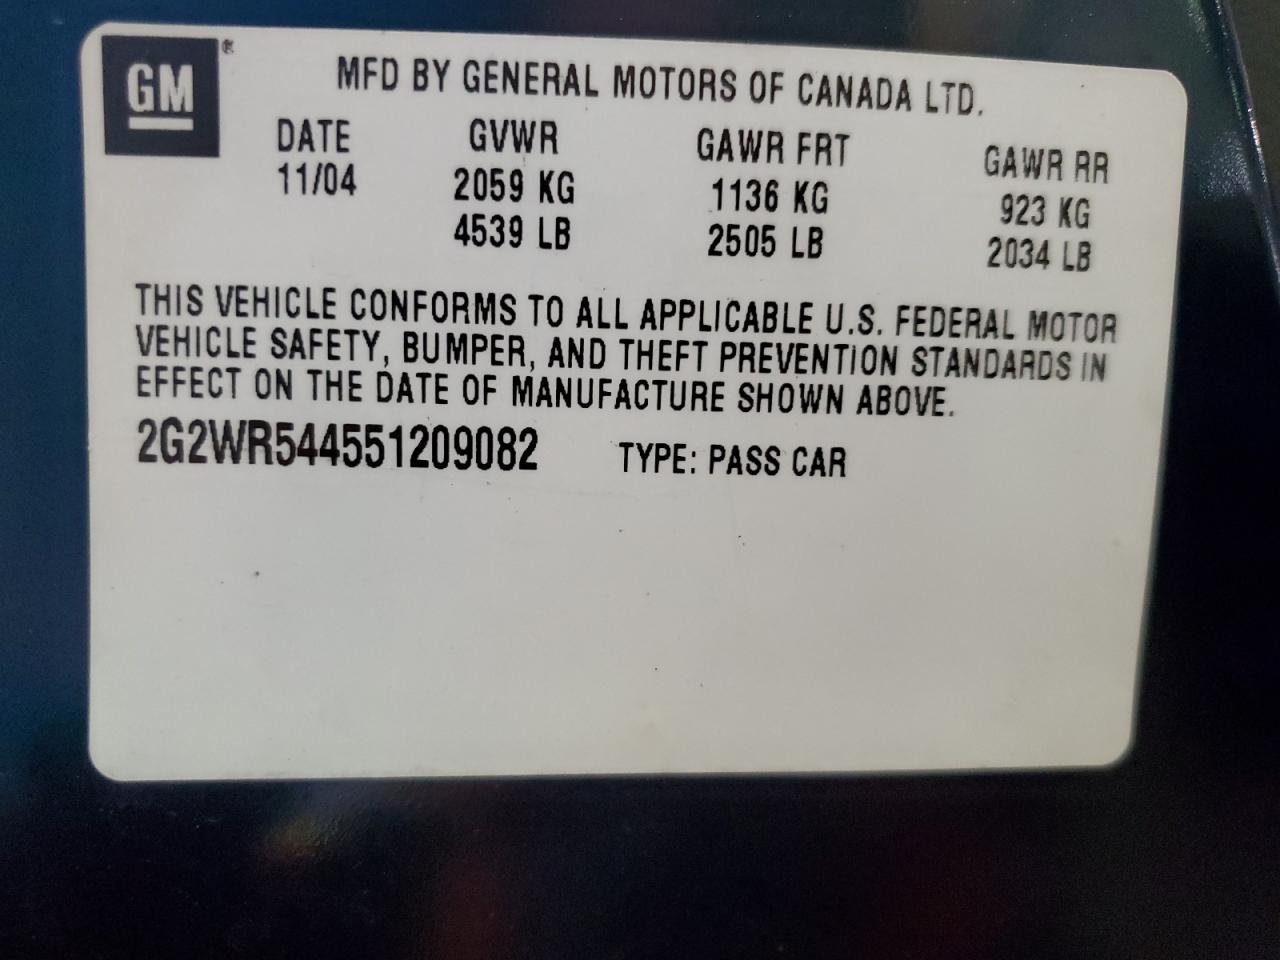 GM®
MFD BY GENERAL MOTORS OF CANADA LTD.
DATE GVWR GAWR FRT GAWR RR
11/04 2059 KG 1136 KG 923 KG
4539 LB 2505 LB 2034 LB
THIS VEHICLE CONFORMS TO ALL APPLICABLE U.S. FEDERAL MOTOR
VEHICLE SAFETY, BUMPER, AND THEFT PREVENTION STANDARDS IN
EFFECT ON THE DATE OF MANUFACTURE SHOWN ABOVE.
2G2WR544551209082 TYPE: PASS CAR